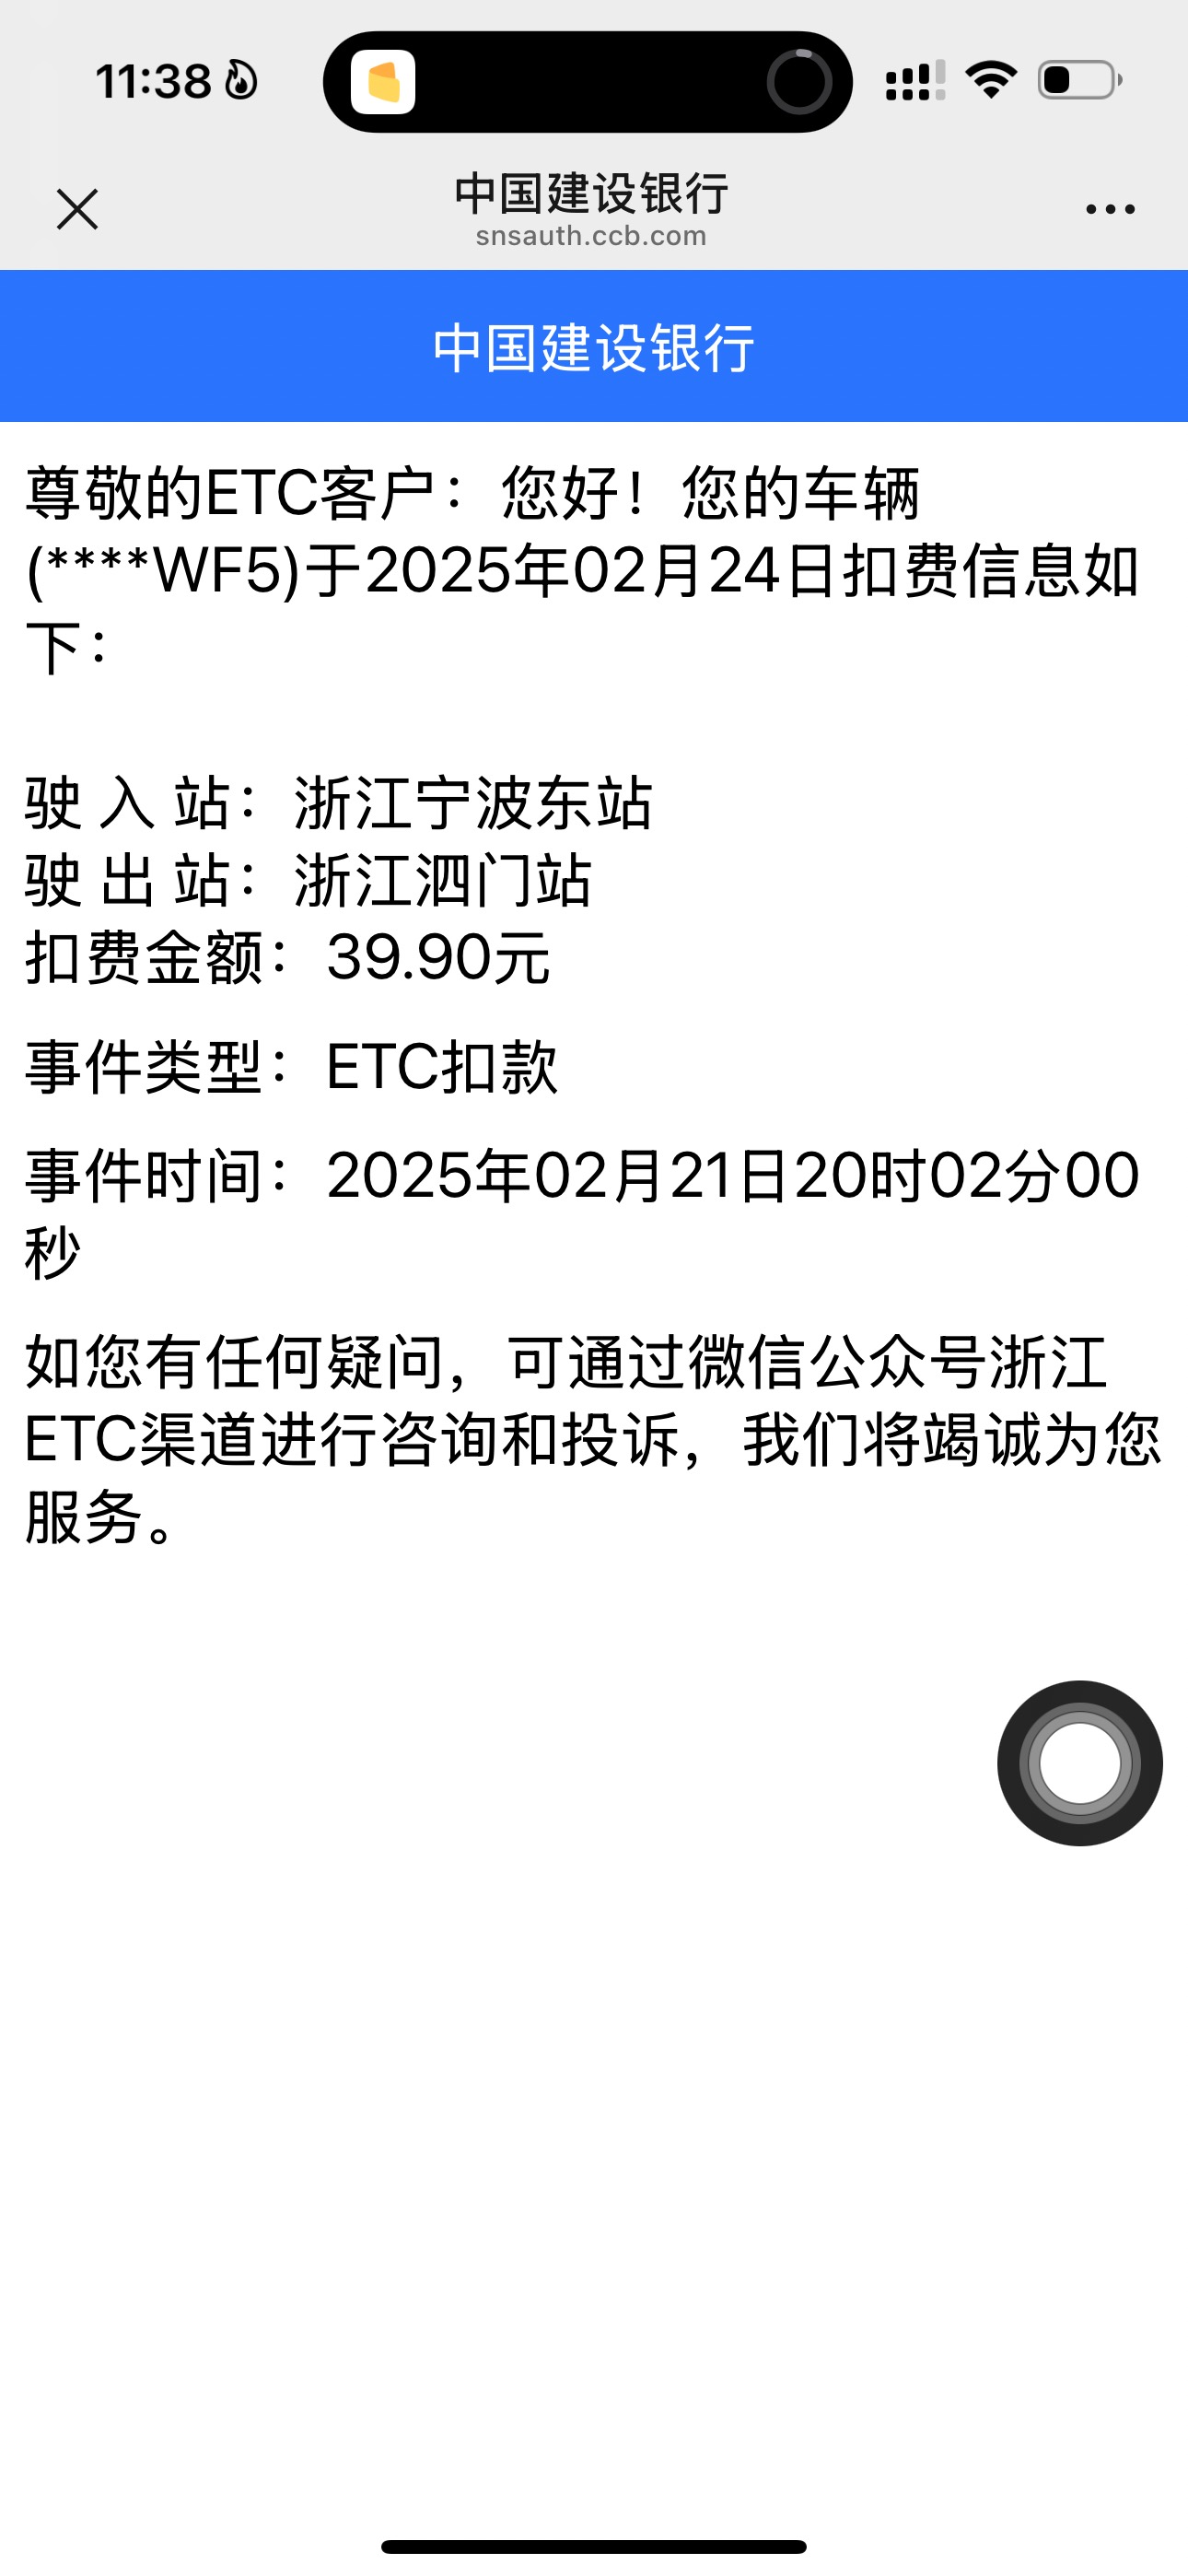 11:38
中国建设银行
snsauth.ccb.com
中国建设银行
尊敬的ETC客户：您好！您的车辆
(****WF5)于2025年02月24日扣费信息如
下：
驶 入 站：浙江宁波东站
驶 出 站：浙江泗门站
扣费金额：39.90元
事件类型：ETC扣款
事件时间：2025年02月21日20时02分00
秒
如您有任何疑问，可通过微信公众号浙江
ETC渠道进行咨询和投诉，我们将竭诚为您
服务。